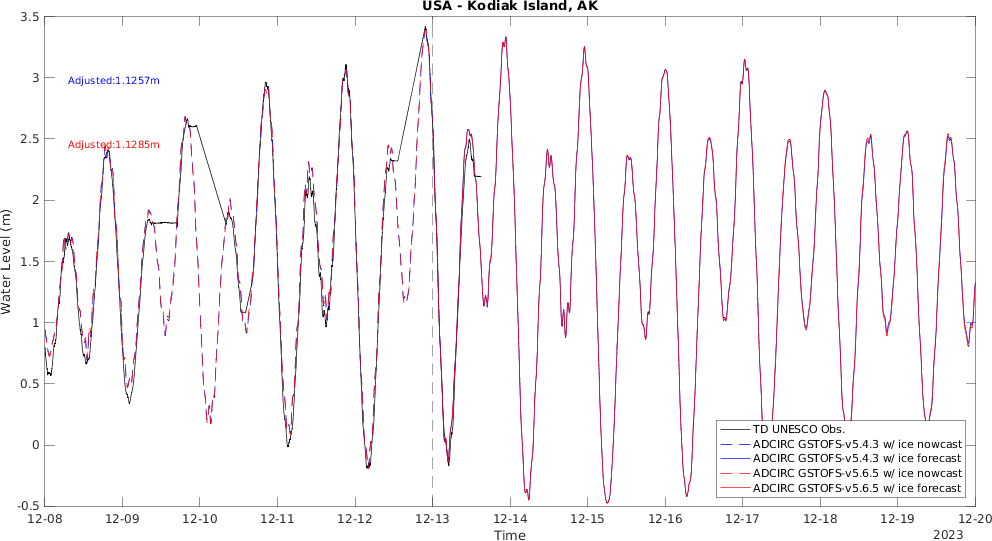 USA - Kodiak Island, AK
3.5
3
2.5
2
1.5
1
0.5
0
-0.5
Water Level (m)
Adjusted:1.1257m
Adjusted:1.1285m
TD UNESCO Obs.
ADCIRC GSTOFS-v5.4.3 w/ ice nowcast
ADCIRC GSTOFS-v5.4.3 w/ ice forecast
ADCIRC GSTOFS-v5.6.5 w/ ice nowcast
ADCIRC GSTOFS-v5.6.5 w/ ice forecast
12-08 12-09 12-10 12-11 12-12 12-13 12-14 12-15 12-16 12-17 12-18 12-19 12-20
Time
2023